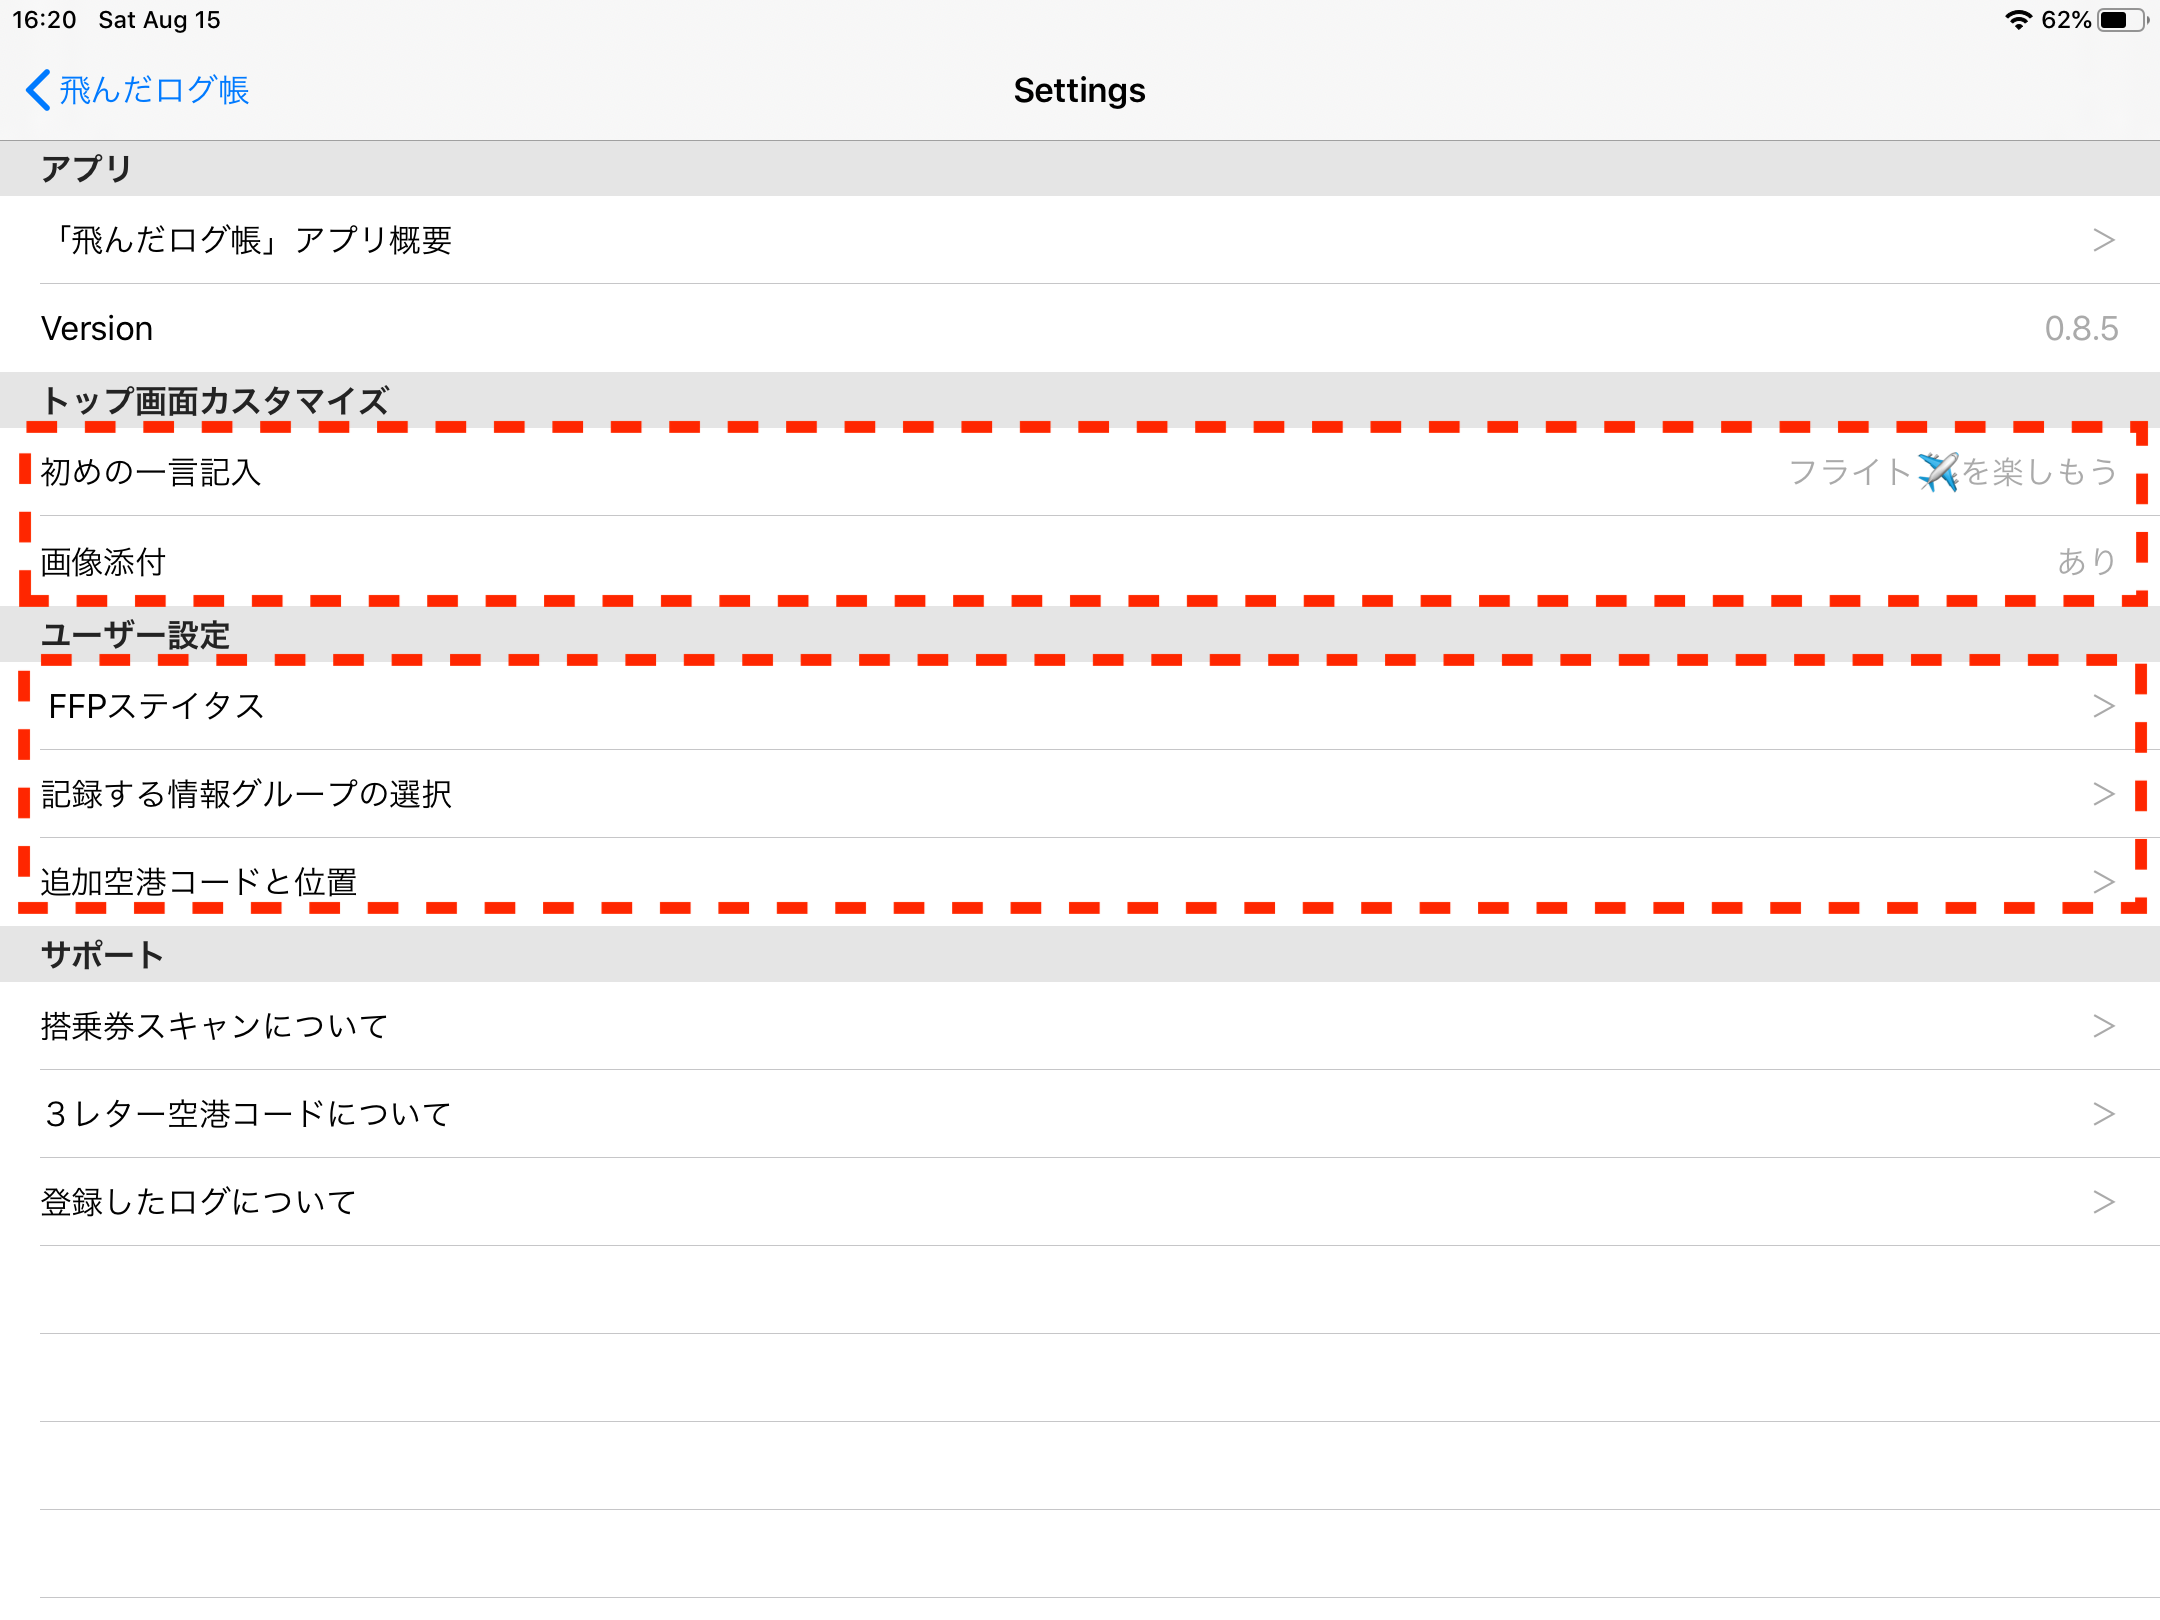 16:20 Sat Aug 15 62%
飛んだログ帳 Settings
アプリ
「飛んだログ帳」アプリ概要 >
Version 0.8.5
トップ画面カスタマイズ
初めの一言記入 フライト✈️を楽しもう
画像添付 あり
ユーザー設定
FFPステイタス >
記録する情報グループの選択 >
追加空港コードと位置 >
サポート
搭乗券スキャンについて >
３レター空港コードについて >
登録したログについて >